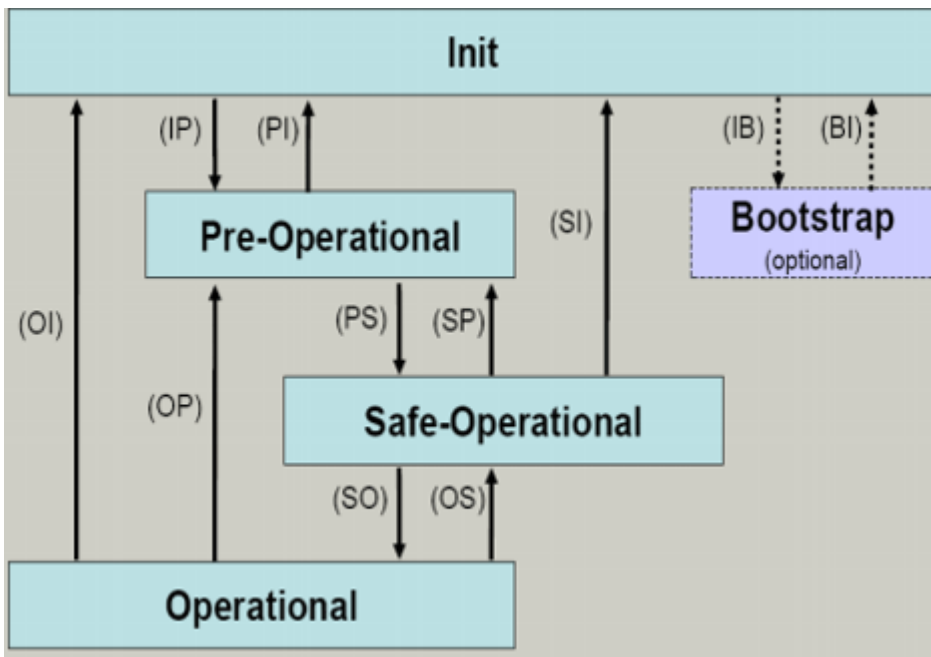 Init
(IP)
(PI)
(IB)
(BI)
Pre-Operational
(SI)
Bootstrap
(optional)
(OI)
(PS)
(SP)
(OP)
Safe-Operational
(SO)
(OS)
Operational